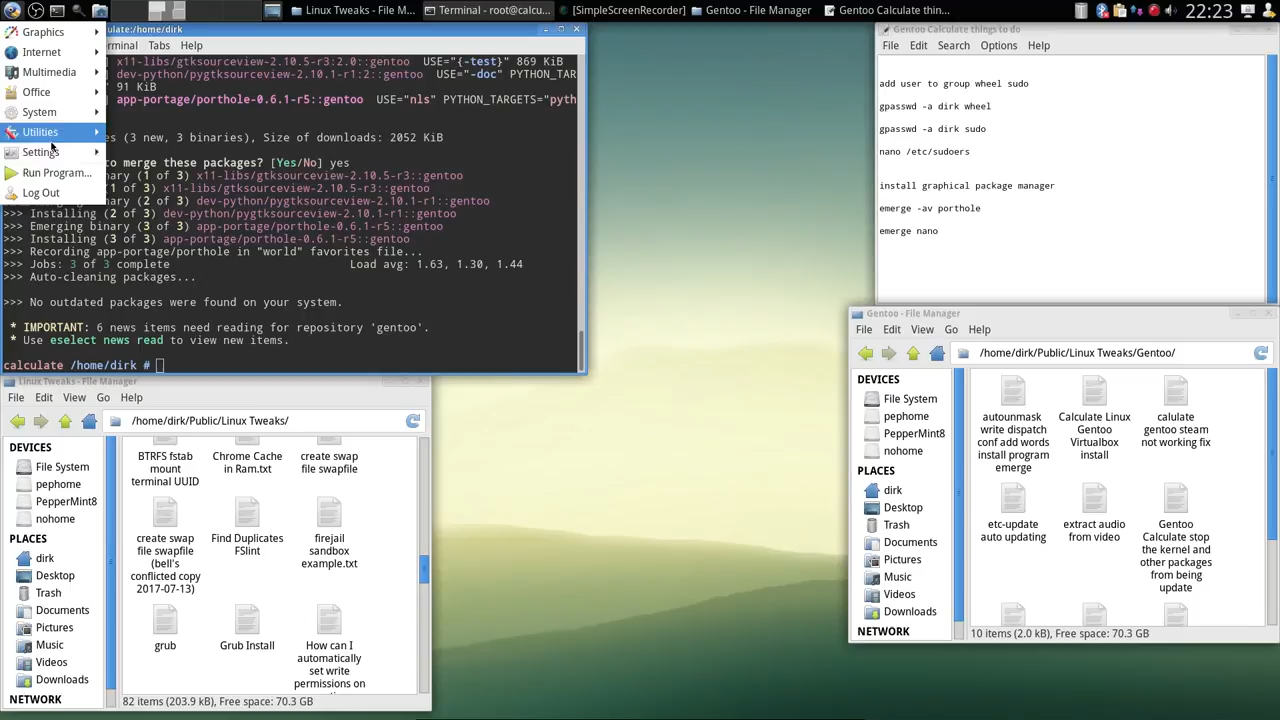 Linux Tweaks - File M...
Terminal - root@calcu...
[SimpleScreenRecorder]
Gentoo - File Manager
Gentoo Calculate thin...
22:23
Graphics
Internet
Multimedia
Office
System
Utilities
Settings
Run Program...
Log Out
calculate:/home/dirk
Tabs Help
x11-libs/gtksourceview-2.10.5-r3:2.0::gentoo USE="{-test}" 869 KiB
dev-python/pygtksourceview-2.10.1-r1:2::gentoo USE="-doc" PYTHON_TAR
91 KiB
app-portage/porthole-0.6.1-r5::gentoo USE="nls" PYTHON_TARGETS="pyth
s (3 new, 3 binaries), Size of downloads: 2052 KiB
to merge these packages? [Yes/No] yes
(1 of 3) x11-libs/gtksourceview-2.10.5-r3::gentoo
(1 of 3) x11-libs/gtksourceview-2.10.5-r3::gentoo
(2 of 3) dev-python/pygtksourceview-2.10.1-r1::gentoo
>>> Installing (2 of 3) dev-python/pygtksourceview-2.10.1-r1::gentoo
>>> Emerging binary (3 of 3) app-portage/porthole-0.6.1-r5::gentoo
>>> Installing (3 of 3) app-portage/porthole-0.6.1-r5::gentoo
>>> Recording app-portage/porthole in "world" favorites file...
>>> Jobs: 3 of 3 complete Load avg: 1.63, 1.30, 1.44
>>> Auto-cleaning packages...
>>> No outdated packages were found on your system.
* IMPORTANT: 6 news items need reading for repository 'gentoo'.
* Use eselect news read to view new items.
calculate /home/dirk #
Gentoo Calculate things to do
File Edit Search Options Help
add user to group wheel sudo
gpasswd -a dirk wheel
gpasswd -a dirk sudo
nano /etc/sudoers
install graphical package manager
emerge -av porthole
emerge nano
Linux Tweaks - File Manager
File Edit View Go Help
/home/dirk/Public/Linux Tweaks/
DEVICES
File System
pephome
PepperMint8
nohome
PLACES
dirk
Desktop
Trash
Documents
Pictures
Music
Videos
Downloads
NETWORK
BTRFS fstab
mount
terminal UUID
Chrome Cache
in Ram.txt
create swap
file swapfile
create swap
file swapfile
(bell's
conflicted copy
2017-07-13)
Find Duplicates
FSlint
firejail
sandbox
example.txt
grub
Grub Install
How can I
automatically
set write
permissions on
82 items (203.9 kB), Free space: 70.3 GB
Gentoo - File Manager
File Edit View Go Help
/home/dirk/Public/Linux Tweaks/Gentoo/
DEVICES
File System
pephome
PepperMint8
nohome
PLACES
dirk
Desktop
Trash
Documents
Pictures
Music
Videos
Downloads
NETWORK
autounmask
write dispatch
conf add words
install program
emerge
Calculate Linux
Gentoo
Virtualbox
install
calulate
gentoo steam
not working fix
etc-update
auto updating
extract audio
from video
Gentoo
Calculate stop
the kernel and
other packages
from being
update
10 items (2.0 kB), Free space: 70.3 GB